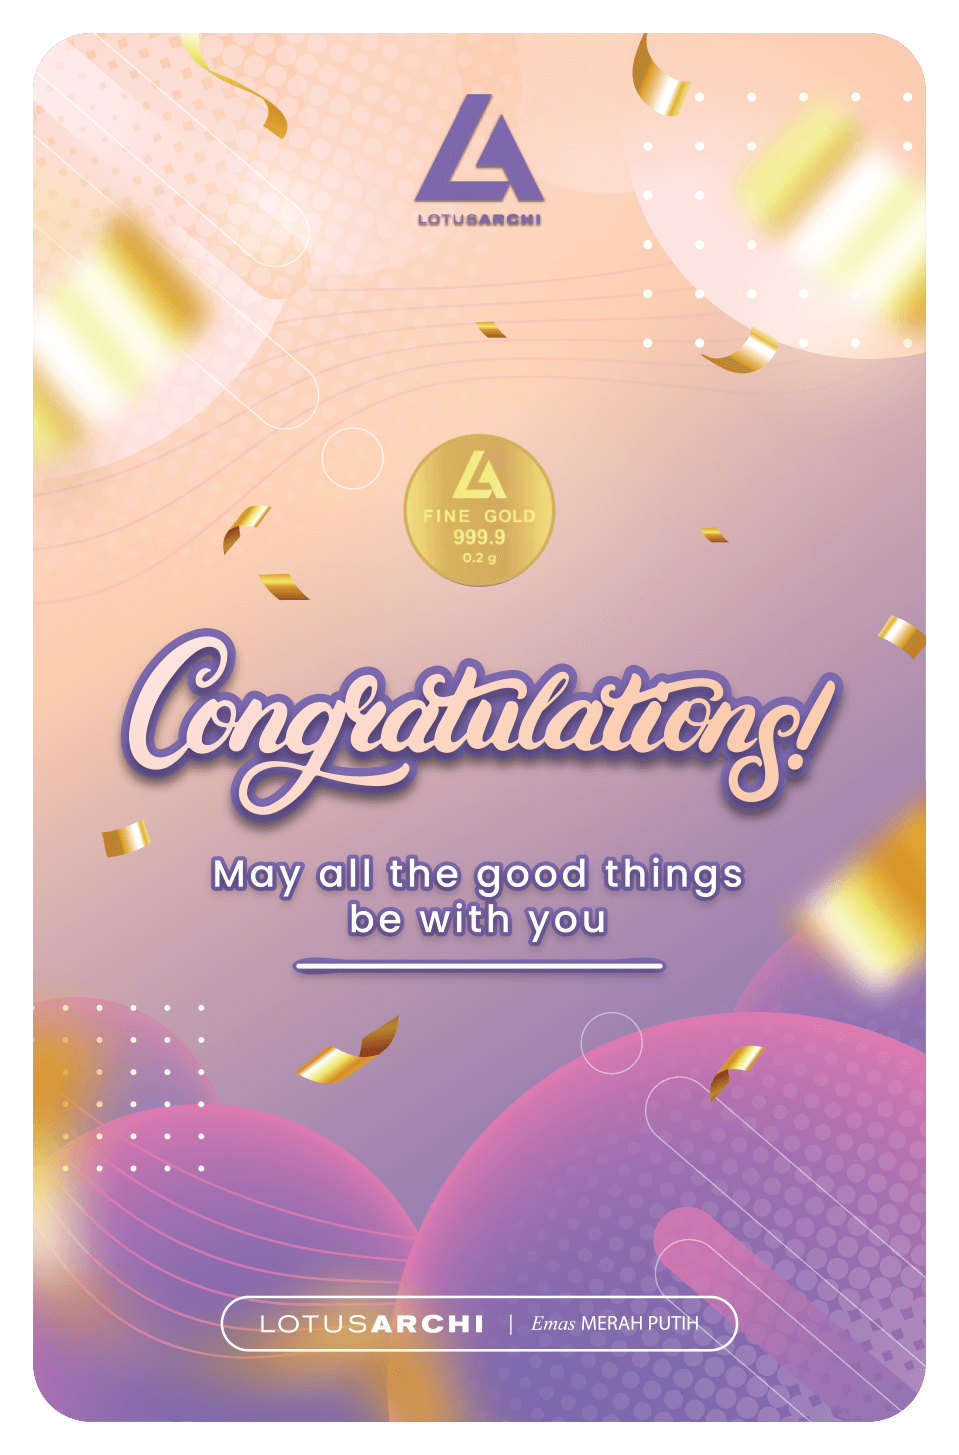 LOTUSARCHI
FINE GOLD
999.9
0.2 g
Congratulations!
May all the good things
be with you
LOTUSARCHI | Emas MERAH PUTIH